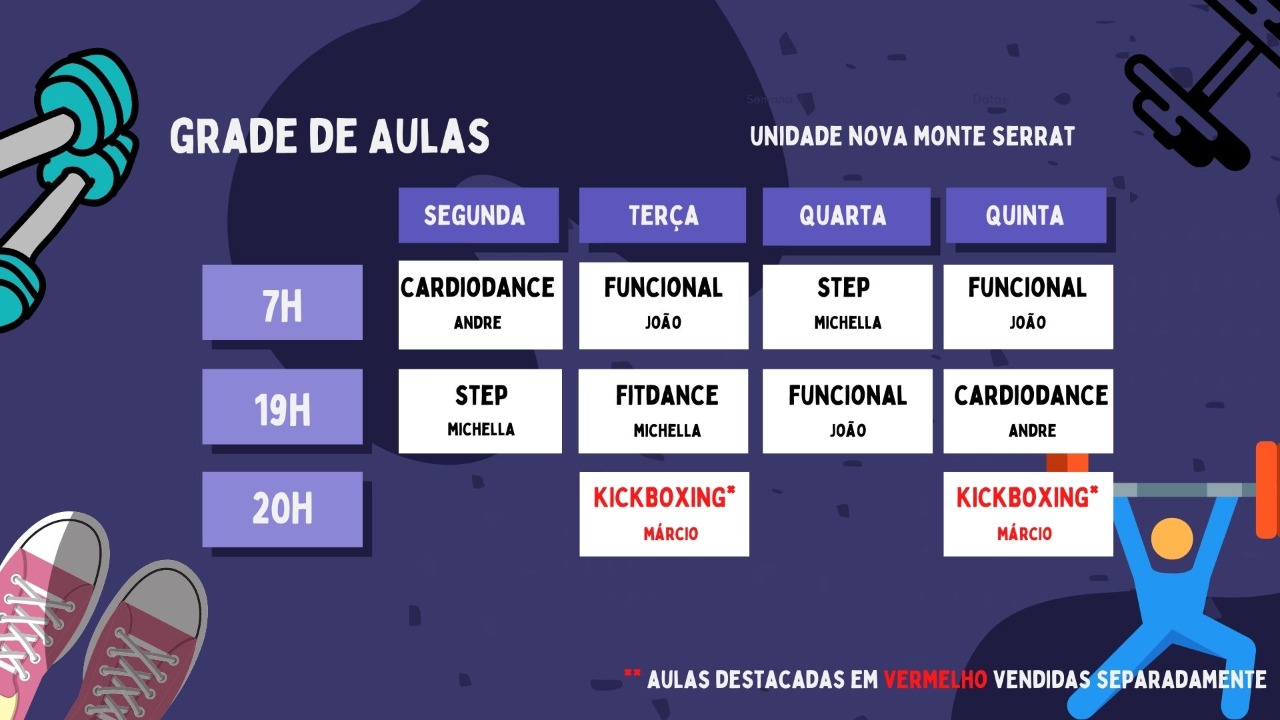 Semana Datas
GRADE DE AULAS UNIDADE NOVA MONTE SERRAT
SEGUNDA TERÇA QUARTA QUINTA
7H
CARDIODANCE FUNCIONAL STEP FUNCIONAL
ANDRE JOÃO MICHELLA JOÃO
19H
STEP FITDANCE FUNCIONAL CARDIODANCE
MICHELLA MICHELLA JOÃO ANDRE
20H
KICKBOXING* KICKBOXING*
MÁRCIO MÁRCIO
** AULAS DESTACADAS EM VERMELHO VENDIDAS SEPARADAMENTE